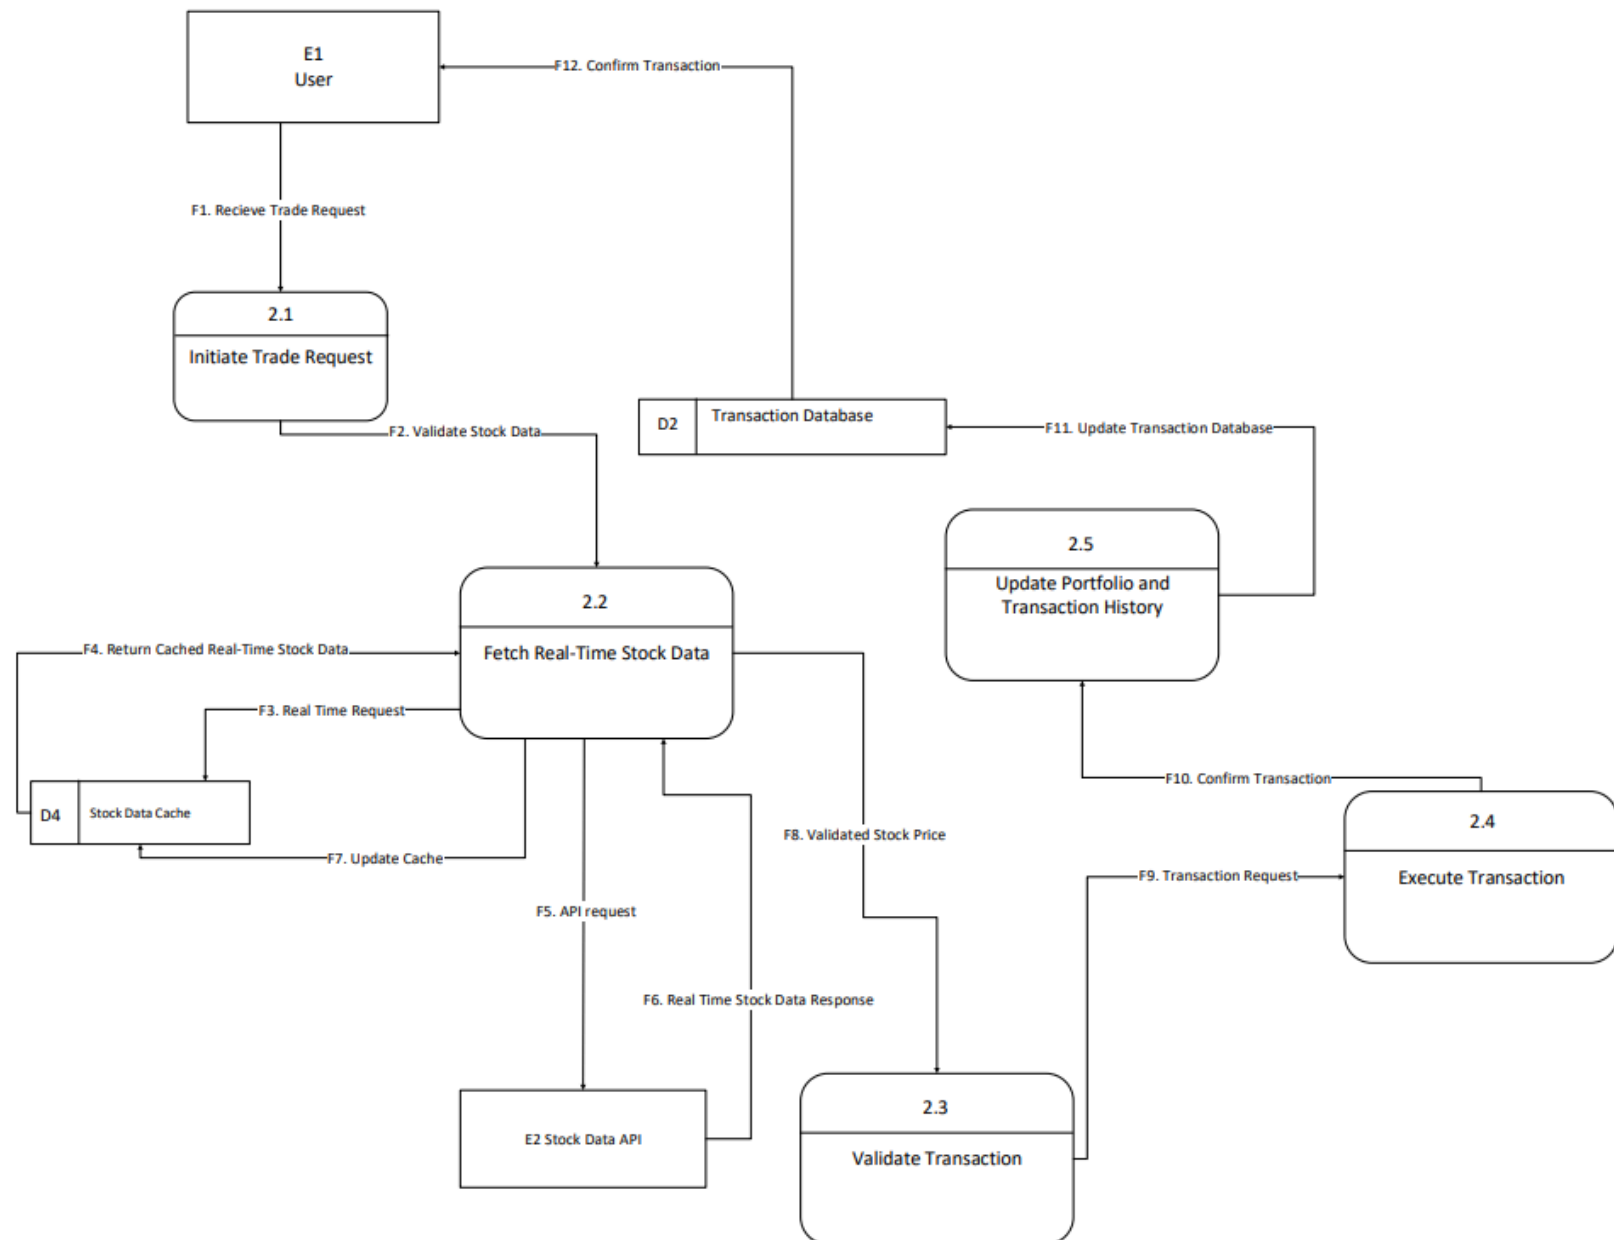 E1
User
F12. Confirm Transaction
F1. Recieve Trade Request
2.1
Initiate Trade Request
F2. Validate Stock Data
D2
Transaction Database
F11. Update Transaction Database
2.5
Update Portfolio and
Transaction History
2.2
Fetch Real-Time Stock Data
F4. Return Cached Real-Time Stock Data
F3. Real Time Request
D4
Stock Data Cache
F7. Update Cache
F10. Confirm Transaction
2.4
Execute Transaction
F8. Validated Stock Price
F9. Transaction Request
F5. API request
F6. Real Time Stock Data Response
E2 Stock Data API
2.3
Validate Transaction